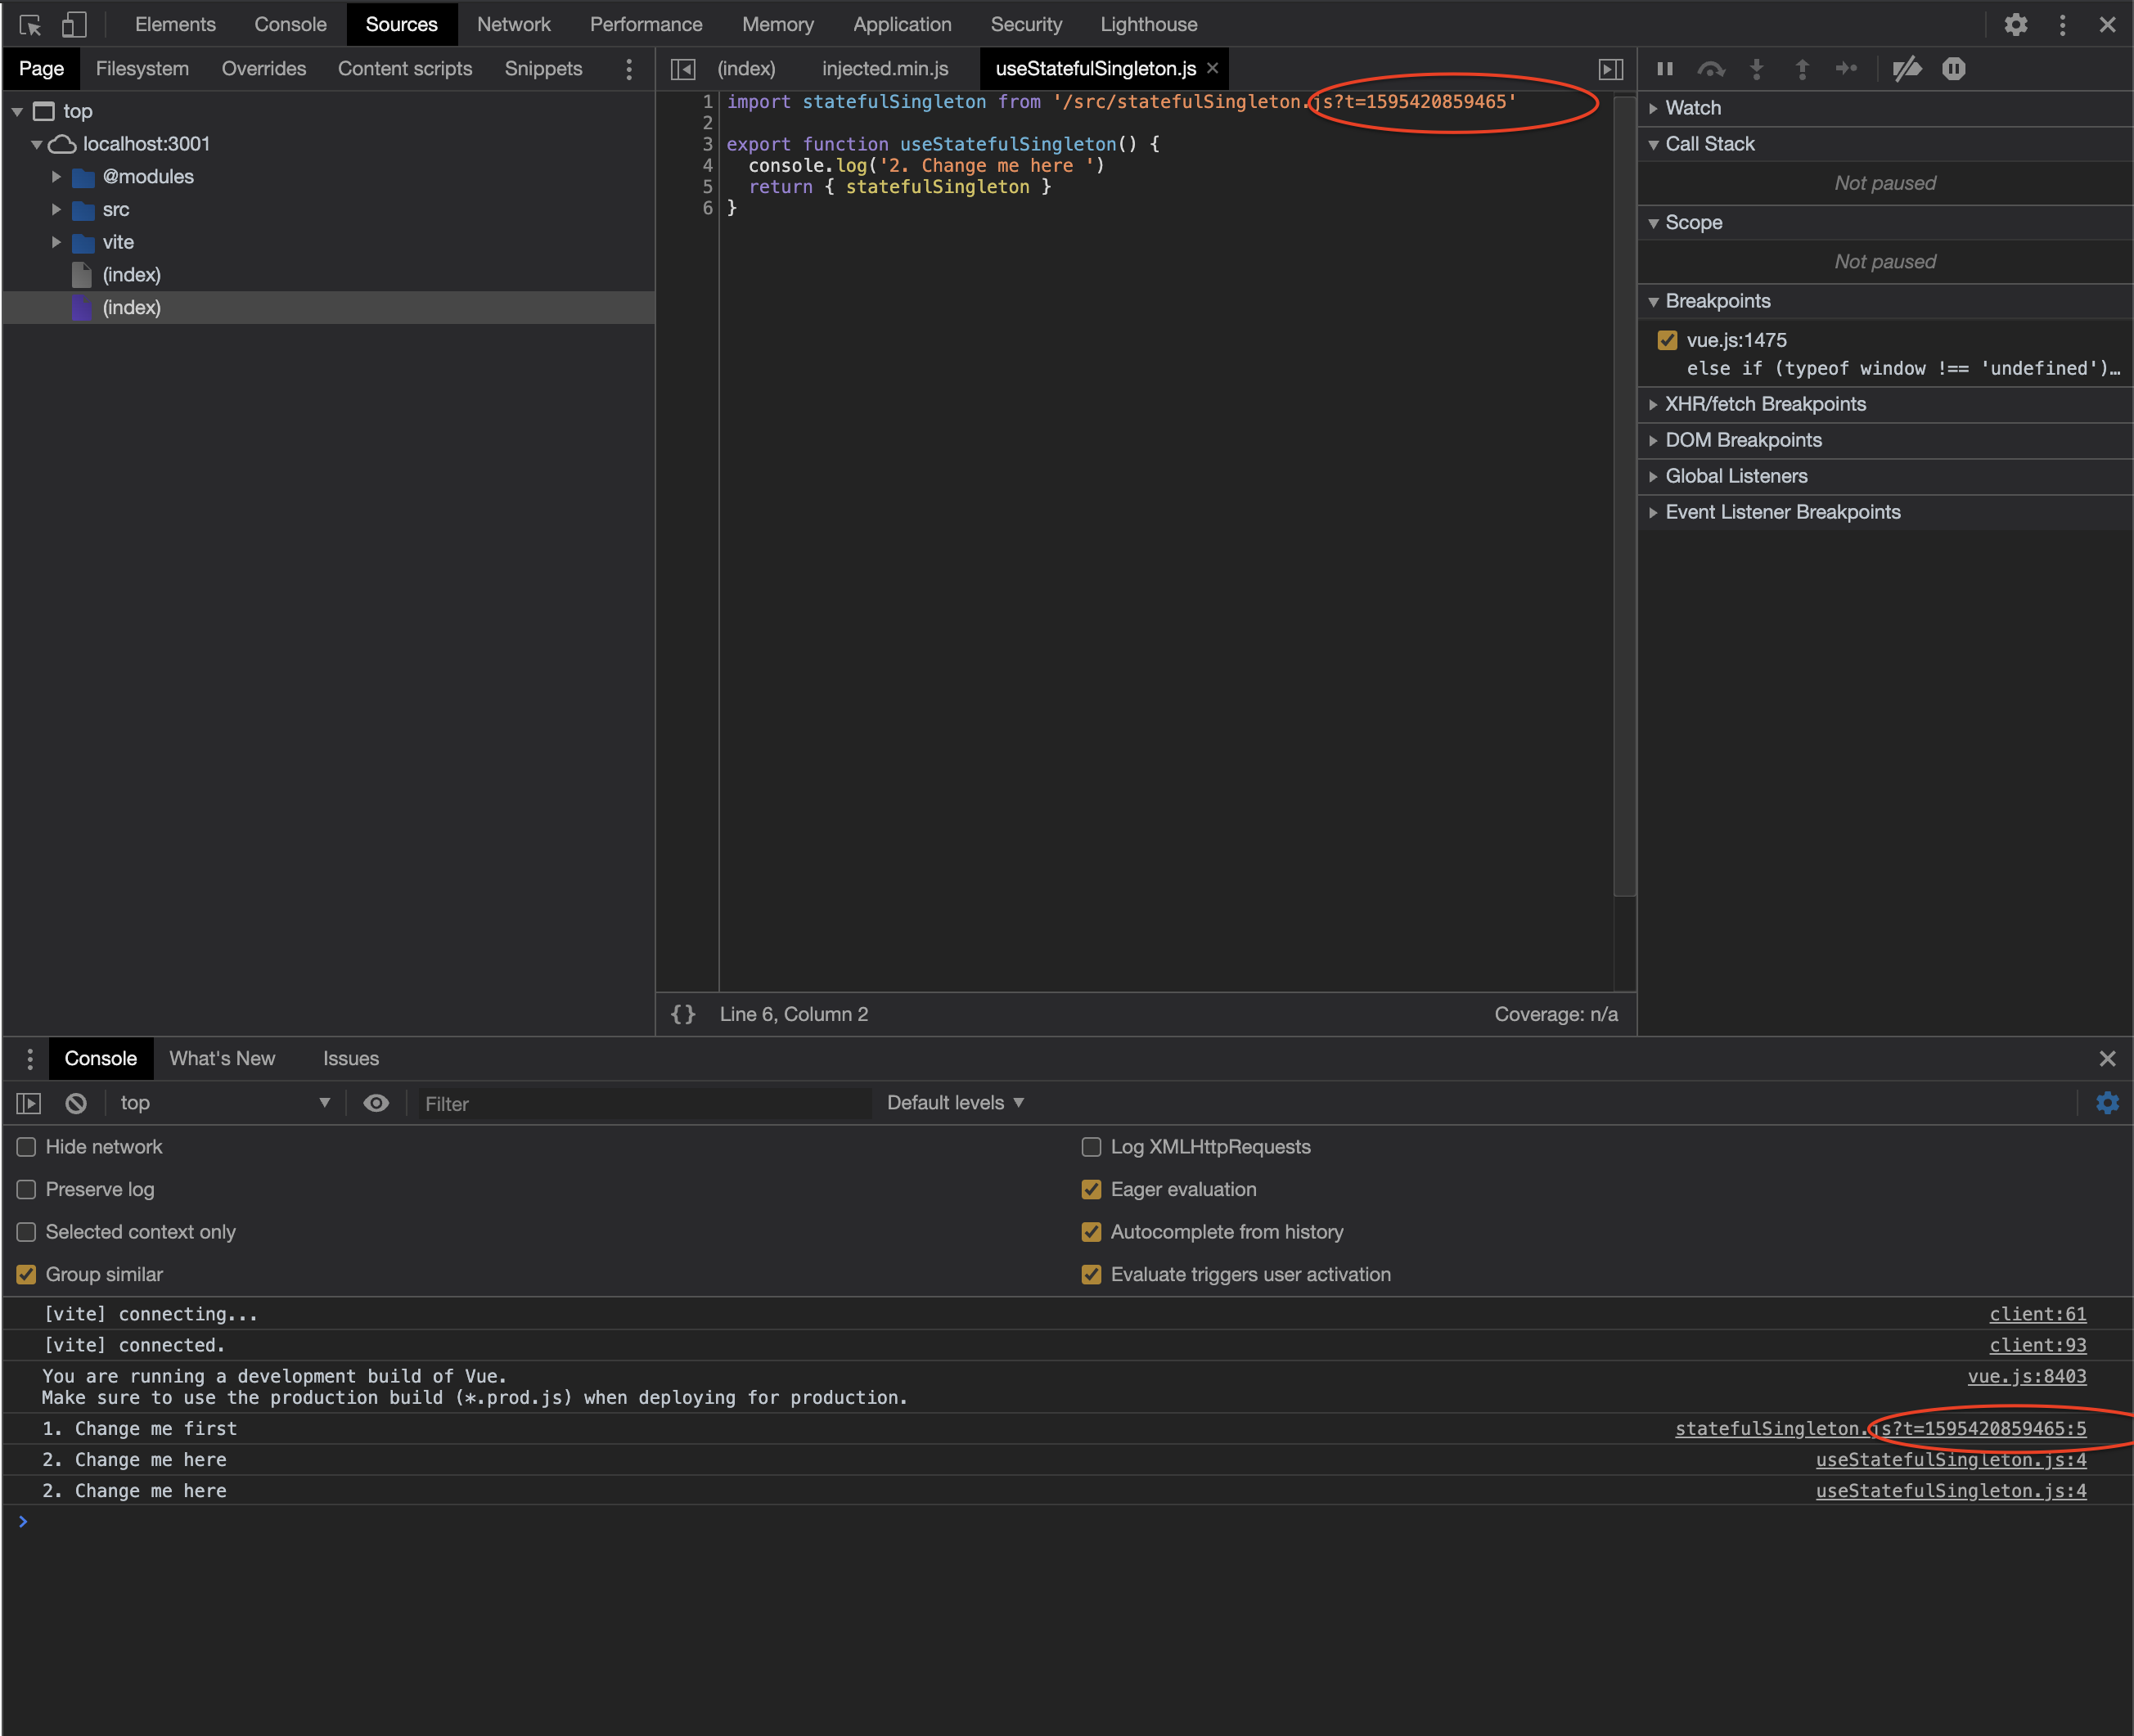 Elements Console Sources Network Performance Memory Application Security Lighthouse
Page Filesystem Overrides Content scripts Snippets
top
localhost:3001
@modules
src
vite
(index)
(index)
(index) injected.min.js useStatefulSingleton.js
1 import statefulSingleton from '/src/statefulSingleton.js?t=1595420859465'
2
3 export function useStatefulSingleton() {
4 console.log('2. Change me here ')
5 return { statefulSingleton }
6 }
{} Line 6, Column 2 Coverage: n/a
Watch
Call Stack
Not paused
Scope
Not paused
Breakpoints
vue.js:1475
else if (typeof window !== 'undefined')…
XHR/fetch Breakpoints
DOM Breakpoints
Global Listeners
Event Listener Breakpoints
Console What's New Issues
top Filter Default levels
Hide network Log XMLHttpRequests
Preserve log Eager evaluation
Selected context only Autocomplete from history
Group similar Evaluate triggers user activation
[vite] connecting... client:61
[vite] connected. client:93
You are running a development build of Vue. vue.js:8403
Make sure to use the production build (*.prod.js) when deploying for production.
1. Change me first statefulSingleton.js?t=1595420859465:5
2. Change me here useStatefulSingleton.js:4
2. Change me here useStatefulSingleton.js:4